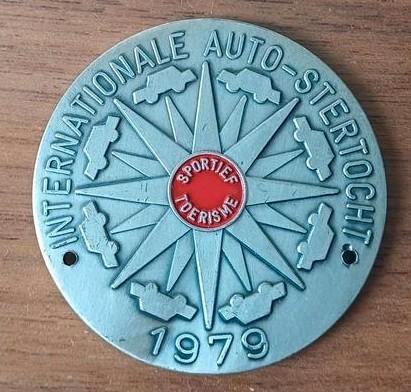 INTERNATIONALE AUTO-STERTOCHT
SPORTIEF
TOERISME
1979